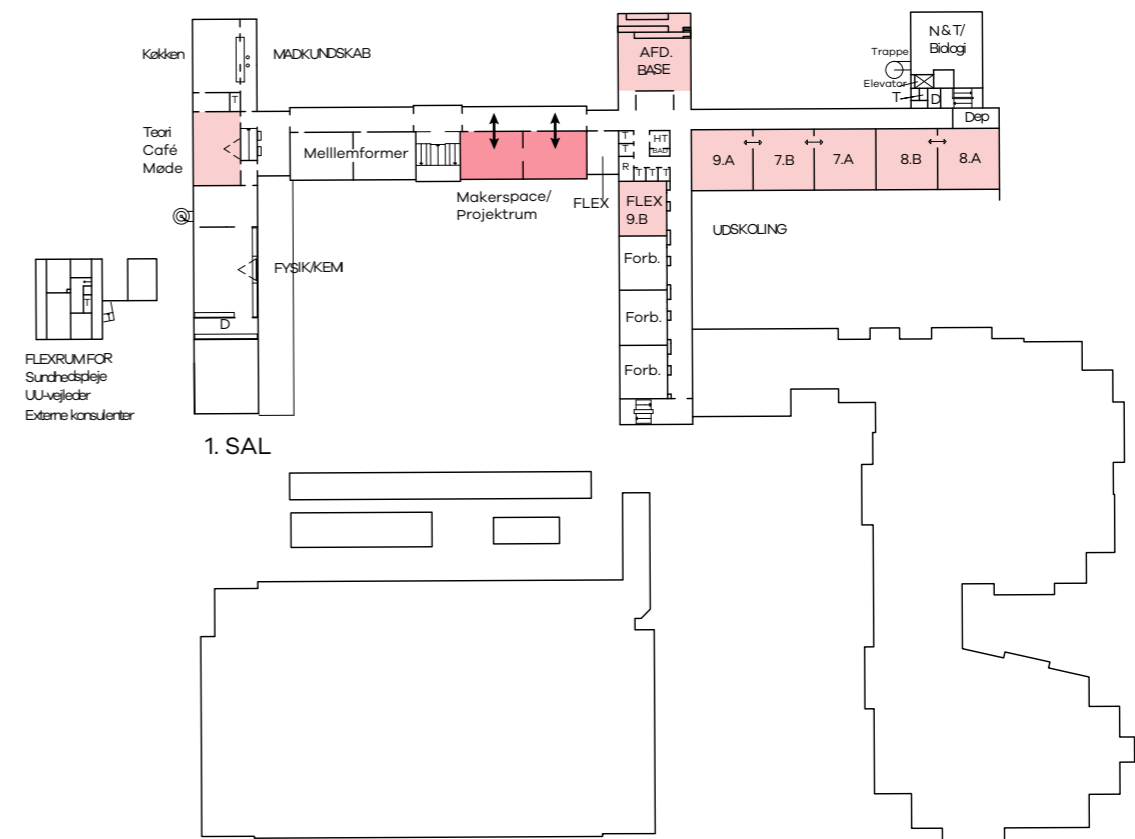 Køkken
MADKUNDSKAB
T
Teori
Café
Møde
Melllemformer
Makerspace/
Projektrum
FLEX
AFD.
BASE
T
T
R
HT
BAD
T T T
FLEX
9.B
Forb.
Forb.
Forb.
N & T/
Biologi
Trappe
Elevator
T
D
Dep
9.A
7.B
7.A
8.B
8.A
UDSKOLING
FYSIK/KEMI
D
T
T
FLEXRUM FOR
Sundhedspleje
UU-vejleder
Externe konsulenter
1. SAL